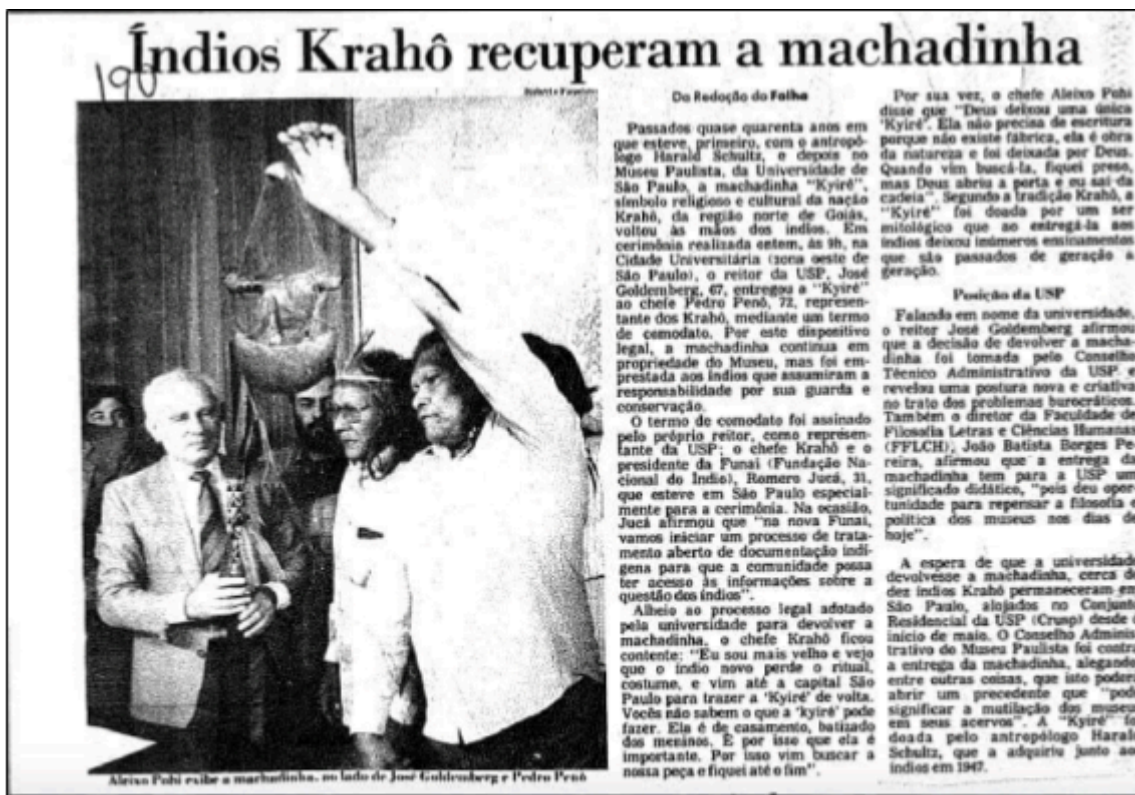 Índios Krahô recuperam a machadinha
190
Da Redação da Folha
Passados quase quarenta anos em
que esteve, primeiro, com o antropó-
logo Harald Schultz, e depois no
Museu Paulista, da Universidade de
São Paulo, a machadinha "Kyiré",
símbolo religioso e cultural da nação
Krahô, da região norte de Goiás,
voltou às mãos dos índios. Em
cerimônia realizada ontem, às 9h, na
Cidade Universitária (zona oeste de
São Paulo), o reitor da USP, José
Goldemberg, 67, entregou a "Kyiré"
ao chefe Pedro Penô, 72, represen-
tante dos Krahô, mediante um termo
de comodato. Por este dispositivo
legal, a machadinha continua em
propriedade do Museu, mas foi em-
prestada aos índios que assumiram a
responsabilidade por sua guarda e
conservação.
O termo de comodato foi assinado
pelo próprio reitor, como represen-
tante da USP; o chefe Krahô e o
presidente da Funai (Fundação Na-
cional do Índio), Romero Jucá, 31,
que esteve em São Paulo especial-
mente para a cerimônia. Na ocasião,
Jucá afirmou que "na nova Funai,
vamos iniciar um processo de trata-
mento aberto de documentação indí-
gena para que a comunidade possa
ter acesso às informações sobre a
questão dos índios".
Alheio ao processo legal adotado
pela universidade para devolver a
machadinha, o chefe Krahô ficou
contente: "Eu sou mais velho e vejo
que o índio novo perde o ritual,
costume, e vim até a capital São
Paulo para trazer a 'Kyiré' de volta.
Vocês não sabem o que a 'kyiré' pode
fazer. Ela é de casamento, batizado
dos meninos. É por isso que ela é
importante. Por isso vim buscar a
nossa peça e fiquei até o fim".
Por sua vez, o chefe Aleixo Pohi
disse que "Deus deixou uma única
'Kyiré'. Ela não precisa de escritura
porque não existe fábrica, ela é obra
da natureza e foi deixada por Deus.
Quando vim buscá-la, fiquei preso,
mas Deus abriu a porta e eu saí da
cadeia". Segundo a tradição Krahô, a
"Kyiré" foi doada por um ser
mitológico que ao entregá-la aos
índios deixou inúmeros ensinamentos
que são passados de geração a
geração.
Posição da USP
Falando em nome da universidade,
o reitor José Goldemberg afirmou
que a decisão de devolver a macha-
dinha foi tomada pelo Conselho
Técnico Administrativo da USP e
revelou uma postura nova e criativa
no trato dos problemas burocráticos.
Também o diretor da Faculdade de
Filosofia Letras e Ciências Humanas
(FFLCH), João Batista Borges Pe-
reira, afirmou que a entrega da
machadinha tem para a USP um
significado didático, "pois deu opor-
tunidade para repensar a filosofia e
política dos museus nos dias de
hoje".
A espera de que a universidade
devolvesse a machadinha, cerca de
dez índios Krahô permaneceram em
São Paulo, alojados no Conjunto
Residencial da USP (Crusp) desde o
início de maio. O Conselho Adminis-
trativo do Museu Paulista foi contra
a entrega da machadinha, alegando
entre outras coisas, que isto poderá
abrir um precedente que "pode
significar a mutilação dos museus
em seus acervos". A "Kyiré" foi
doada pelo antropólogo Harald
Schultz, que a adquiriu junto aos
índios em 1947.
Aleixo Pohi exibe a machadinha, ao lado de José Goldemberg e Pedro Penô